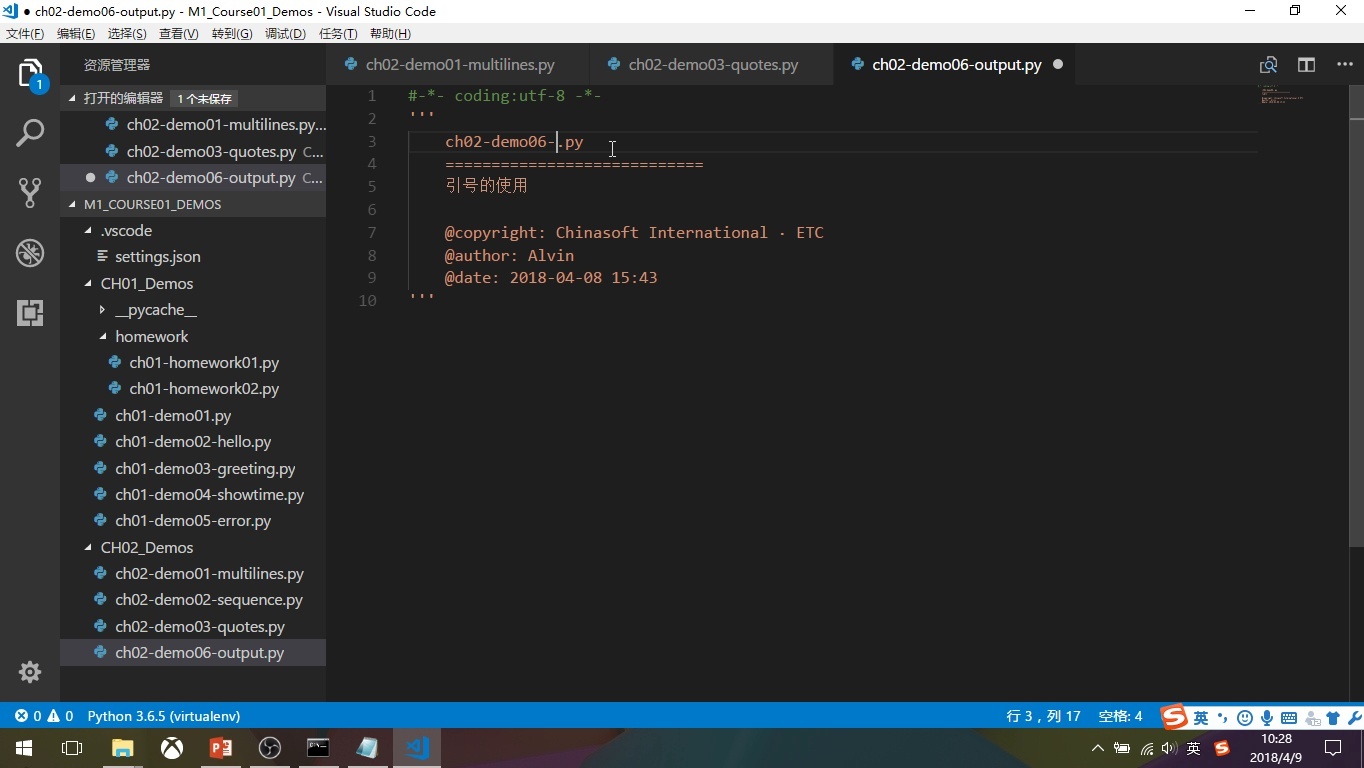 ● ch02-demo06-output.py - M1_Course01_Demos - Visual Studio Code
文件(F) 编辑(E) 选择(S) 查看(V) 转到(G) 调试(D) 任务(T) 帮助(H)
资源管理器
ch02-demo01-multilines.py ch02-demo03-quotes.py ch02-demo06-output.py ●
打开的编辑器 1 个未保存
ch02-demo01-multilines.py...
ch02-demo03-quotes.py C...
● ch02-demo06-output.py C...
M1_COURSE01_DEMOS
.vscode
settings.json
CH01_Demos
__pycache__
homework
ch01-homework01.py
ch01-homework02.py
ch01-demo01.py
ch01-demo02-hello.py
ch01-demo03-greeting.py
ch01-demo04-showtime.py
ch01-demo05-error.py
CH02_Demos
ch02-demo01-multilines.py
ch02-demo02-sequence.py
ch02-demo03-quotes.py
ch02-demo06-output.py
1
1 #-*- coding:utf-8 -*-
2 '''
3 ch02-demo06-.py
4 ============================
5 引号的使用
6
7 @copyright: Chinasoft International · ETC
8 @author: Alvin
9 @date: 2018-04-08 15:43
10 '''
0 0 Python 3.6.5 (virtualenv) 行 3，列 17 空格: 4
英
英 10:28
2018/4/9